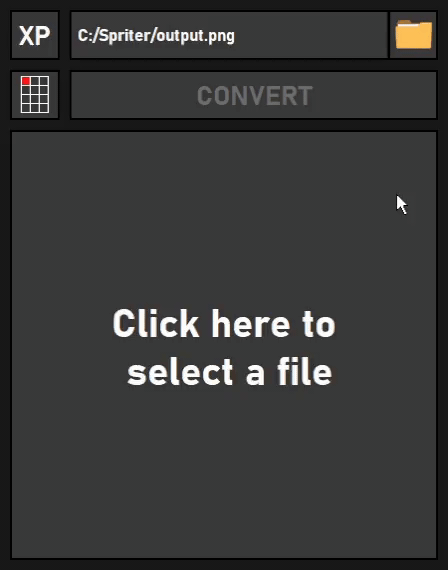 XP
C:/Spriter/output.png
CONVERT
Click here to
select a file